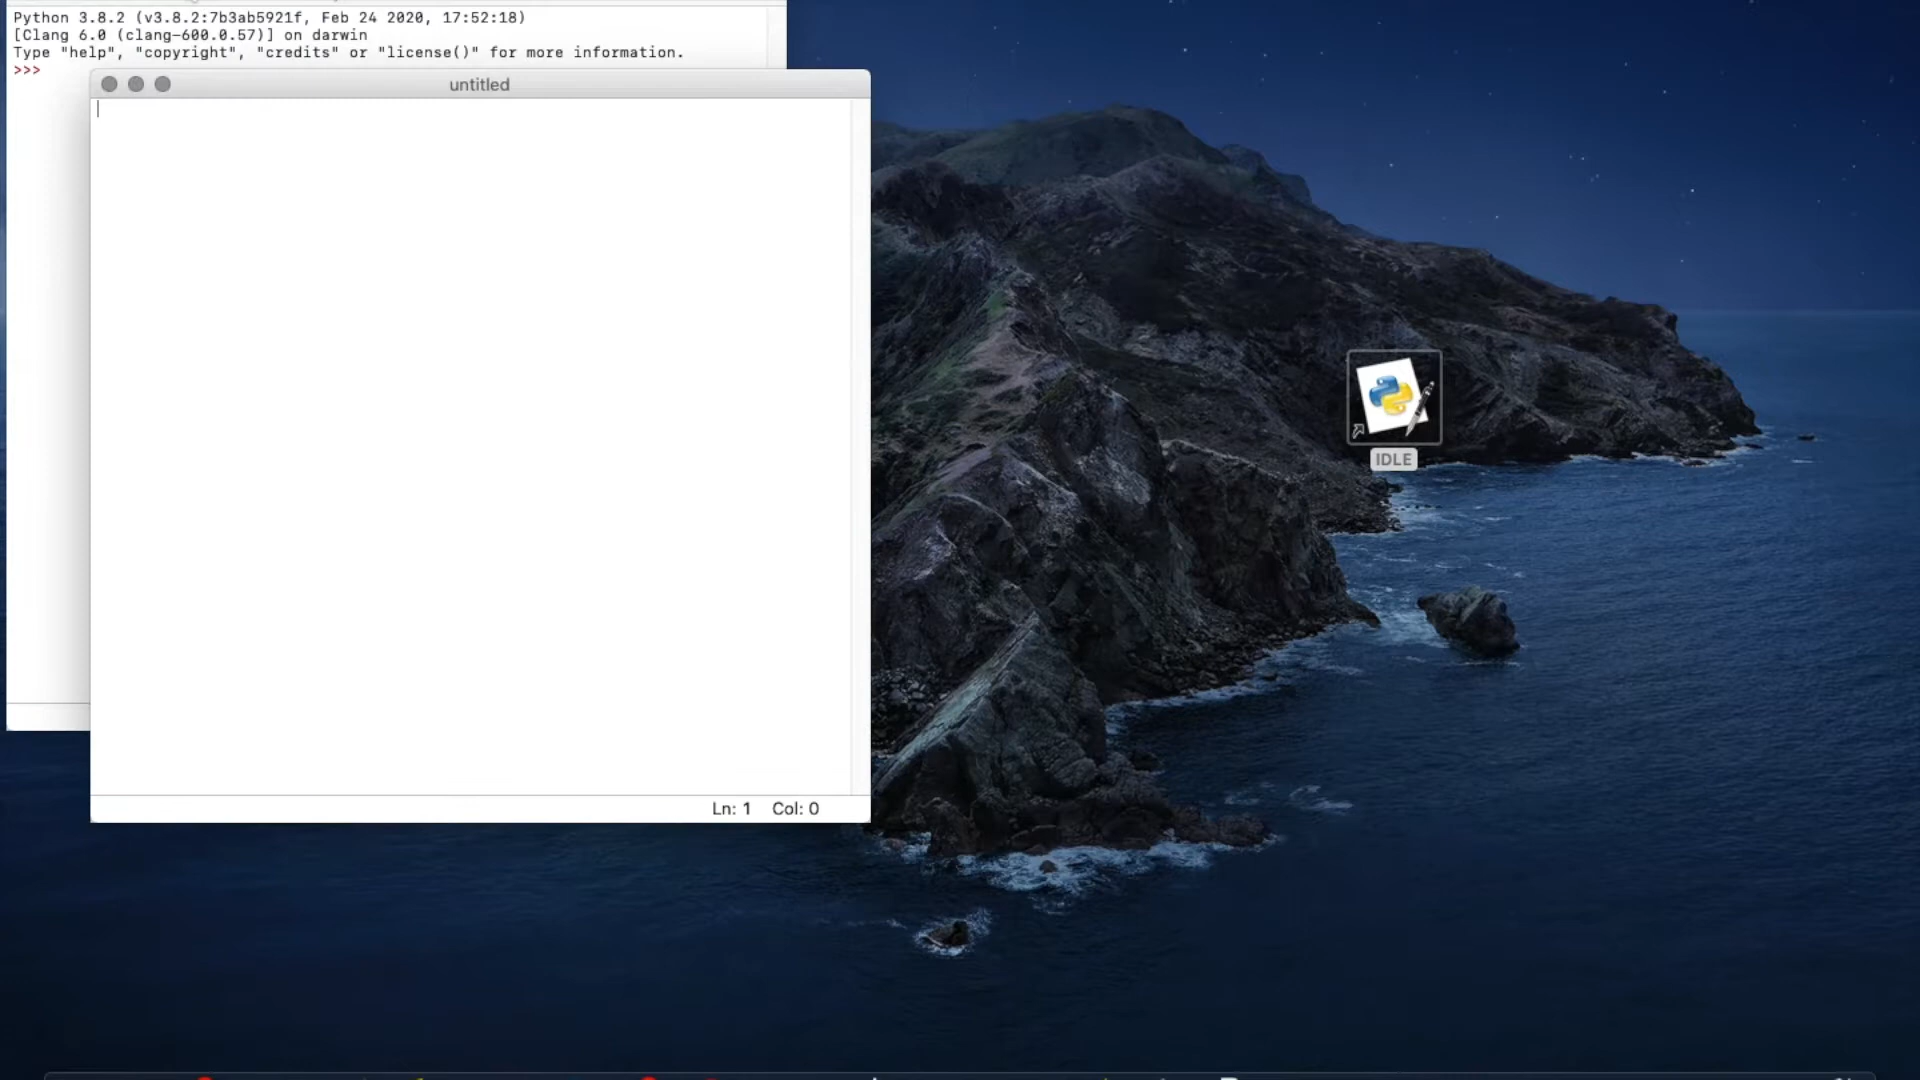 Python 3.8.2 (v3.8.2:7b3ab5921f, Feb 24 2020, 17:52:18)
[Clang 6.0 (clang-600.0.57)] on darwin
Type "help", "copyright", "credits" or "license()" for more information.
>>>
untitled
IDLE
Ln: 1 Col: 0